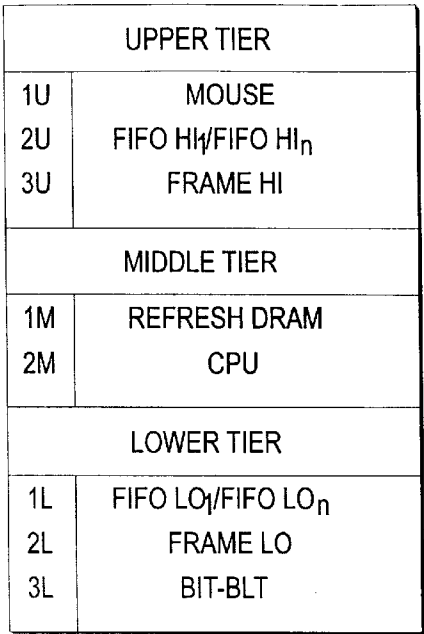 UPPER TIER
1U MOUSE
2U FIFO HI1/FIFO HIn
3U FRAME HI
MIDDLE TIER
1M REFRESH DRAM
2M CPU
LOWER TIER
1L FIFO LO1/FIFO LOn
2L FRAME LO
3L BIT-BLT